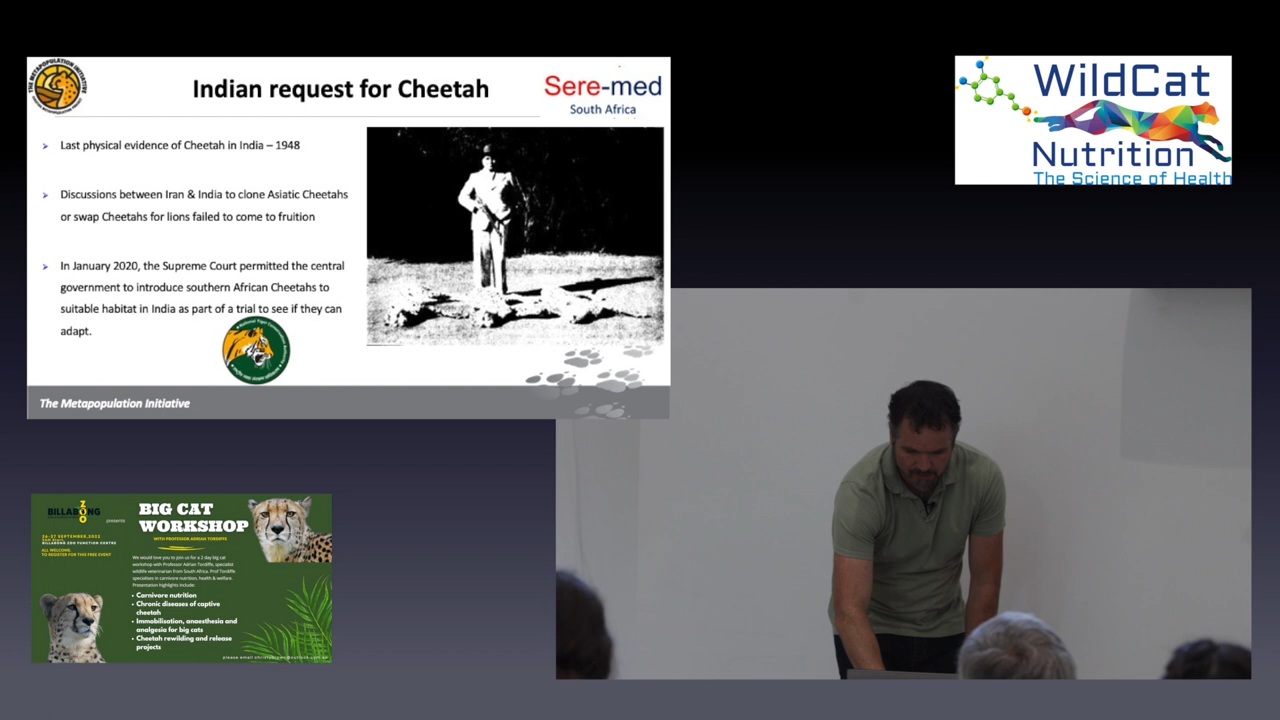 Indian request for Cheetah
Sere-med
South Africa
Last physical evidence of Cheetah in India – 1948
Discussions between Iran & India to clone Asiatic Cheetahs
or swap Cheetahs for lions failed to come to fruition
In January 2020, the Supreme Court permitted the central
government to introduce southern African Cheetahs to
suitable habitat in India as part of a trial to see if they can
adapt.
The Metapopulation Initiative
WildCat
Nutrition
The Science of Health
ZOO
BILLABONG
presents
BIG CAT
WORKSHOP
WITH PROFESSOR ADRIAN TORDIFFE
BILLABONG ZOO FUNCTION CENTRE
ALL WELCOME.
TO REGISTER FOR THIS FREE EVENT
We would love you to join us for a 2 day big cat
workshop with Professor Adrian Tordiffe, specialist
wildlife veterinarian from South Africa. Prof Tordiffe
specialises in carnivore nutrition, health & welfare.
Presentation highlights include:
Carnivore nutrition
Chronic diseases of captive
cheetah
Immobilisation, anaesthesia and
analgesia for big cats
Cheetah rewilding and release
projects
please email